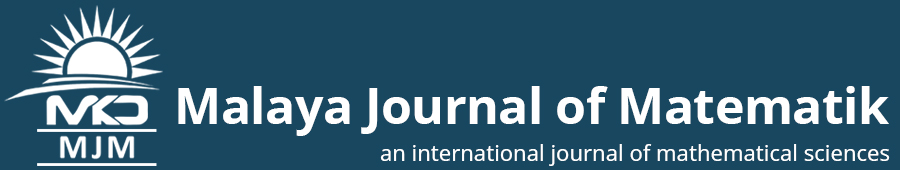 MKD
MJM
Malaya Journal of Matematik
an international journal of mathematical sciences